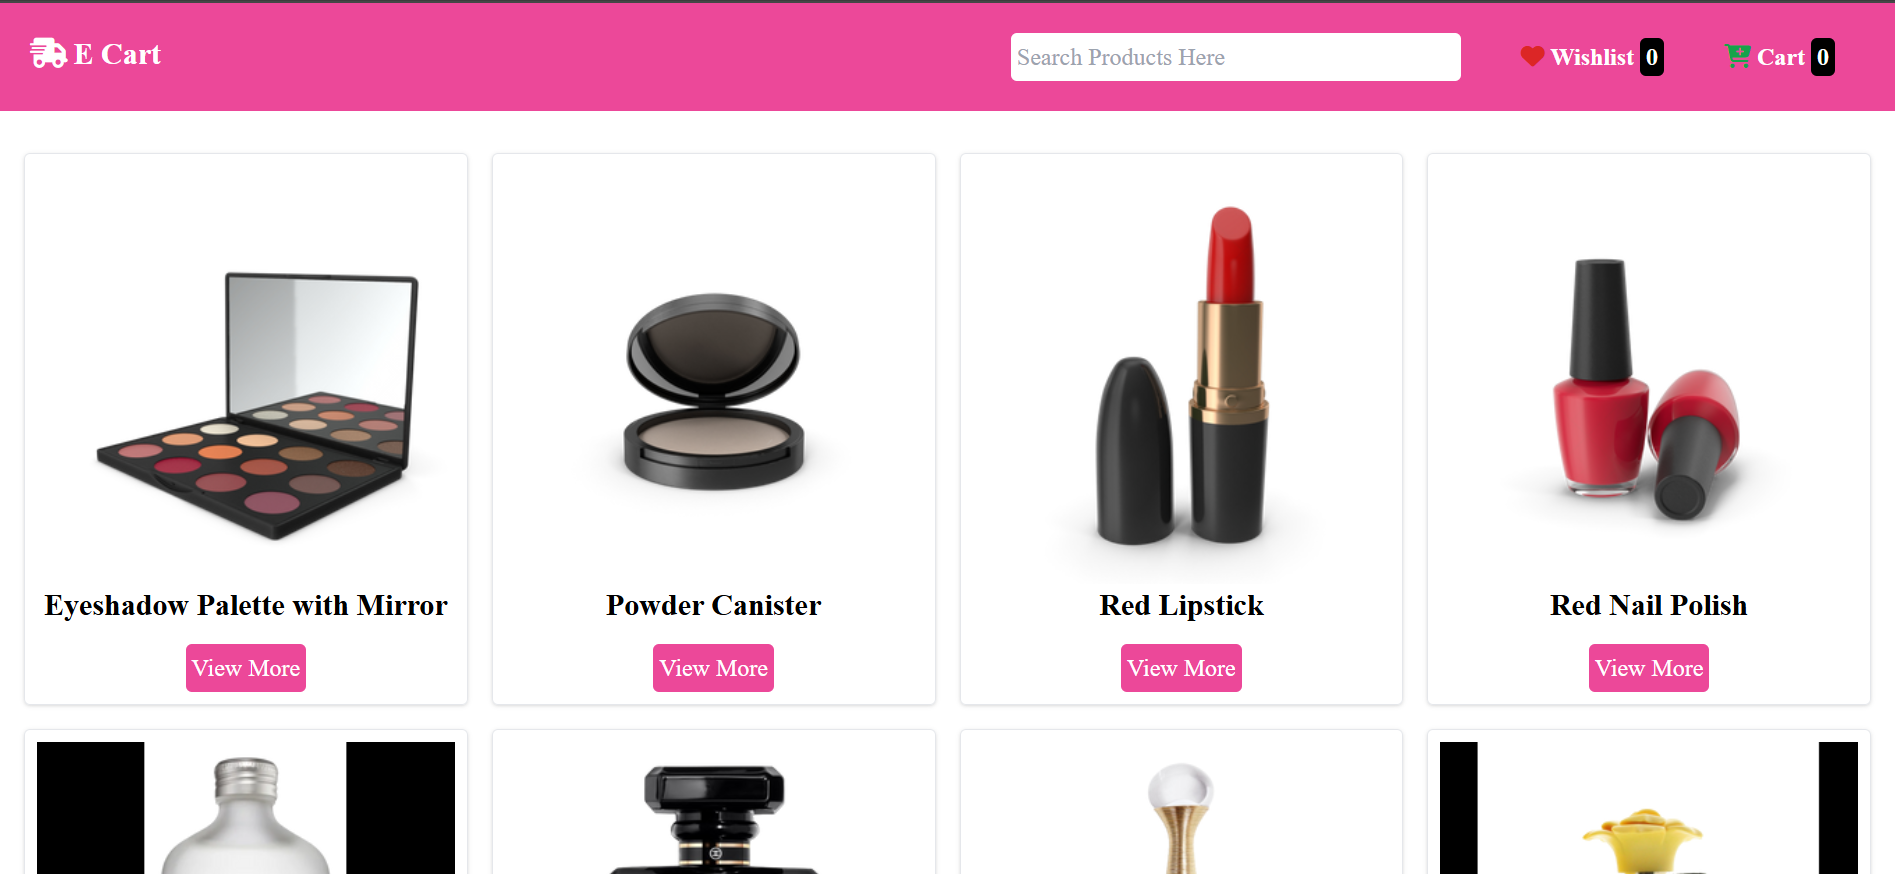 E Cart
Search Products Here
Wishlist 0
Cart 0
Eyeshadow Palette with Mirror
View More
Powder Canister
View More
Red Lipstick
View More
Red Nail Polish
View More